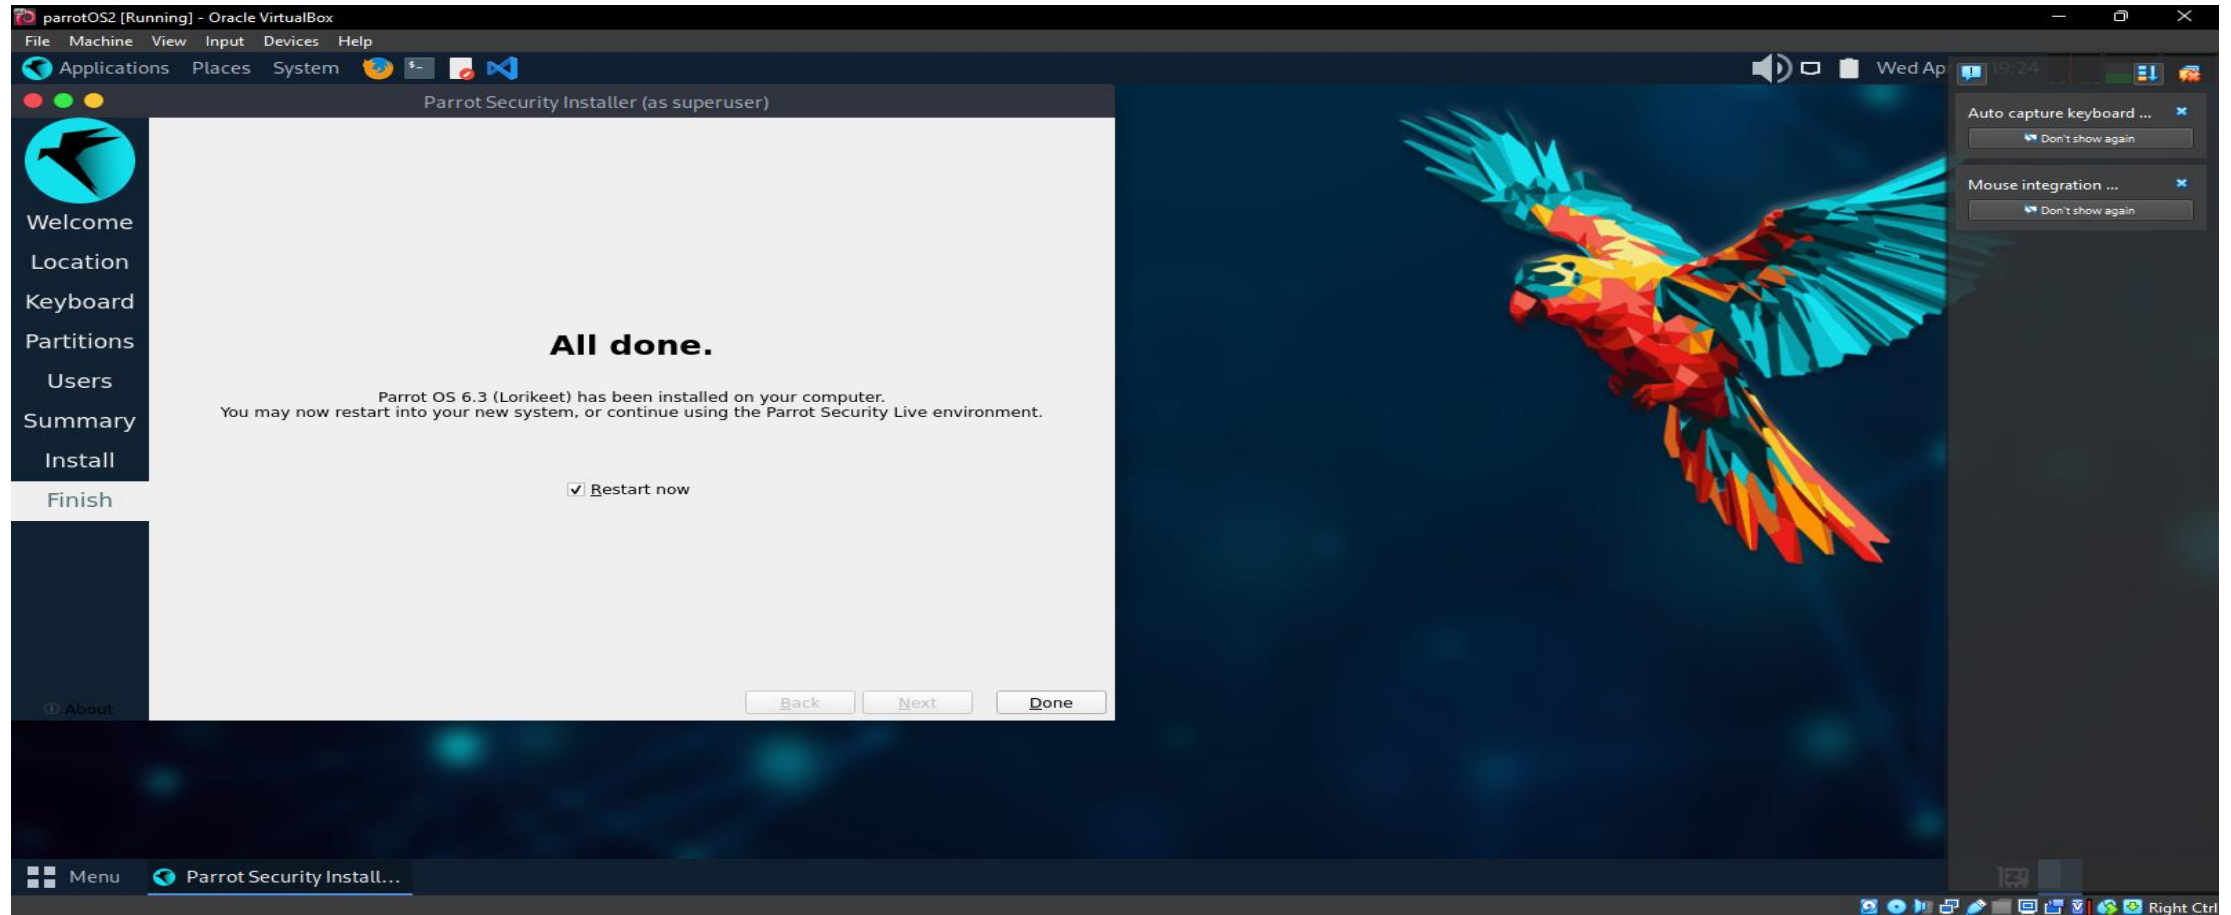 parrotOS2 [Running] - Oracle VirtualBox
File Machine View Input Devices Help
Applications Places System
Wed Ap 19:24
Parrot Security Installer (as superuser)
Auto capture keyboard ...
Don't show again
Mouse integration ...
Don't show again
Welcome
Location
Keyboard
Partitions
Users
Summary
Install
Finish
About
All done.
Parrot OS 6.3 (Lorikeet) has been installed on your computer.
You may now restart into your new system, or continue using the Parrot Security Live environment.
Restart now
Back Next Done
Menu Parrot Security Install...
Right Ctrl